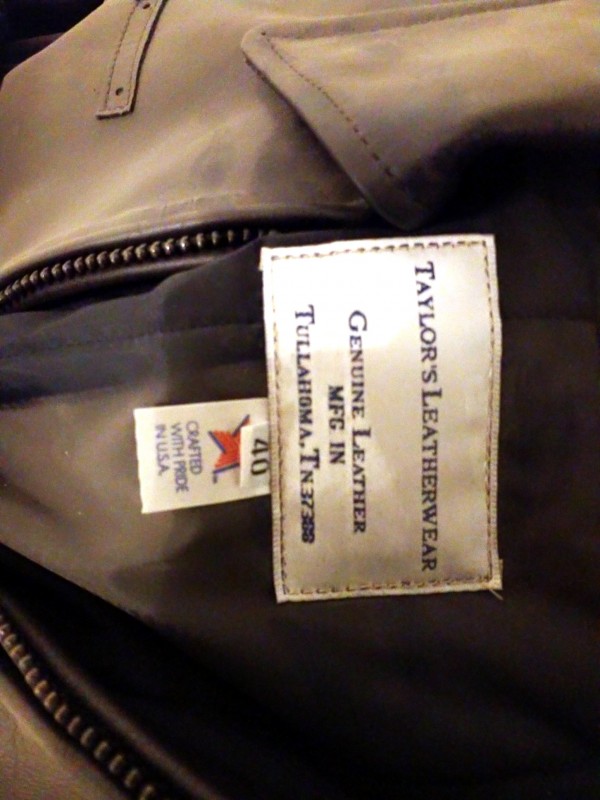 TAYLOR'S LEATHERWEAR
GENUINE LEATHER
MFG IN
TULLAHOMA, TN 37388
40
CRAFTED
WITH PRIDE
IN U.S.A.